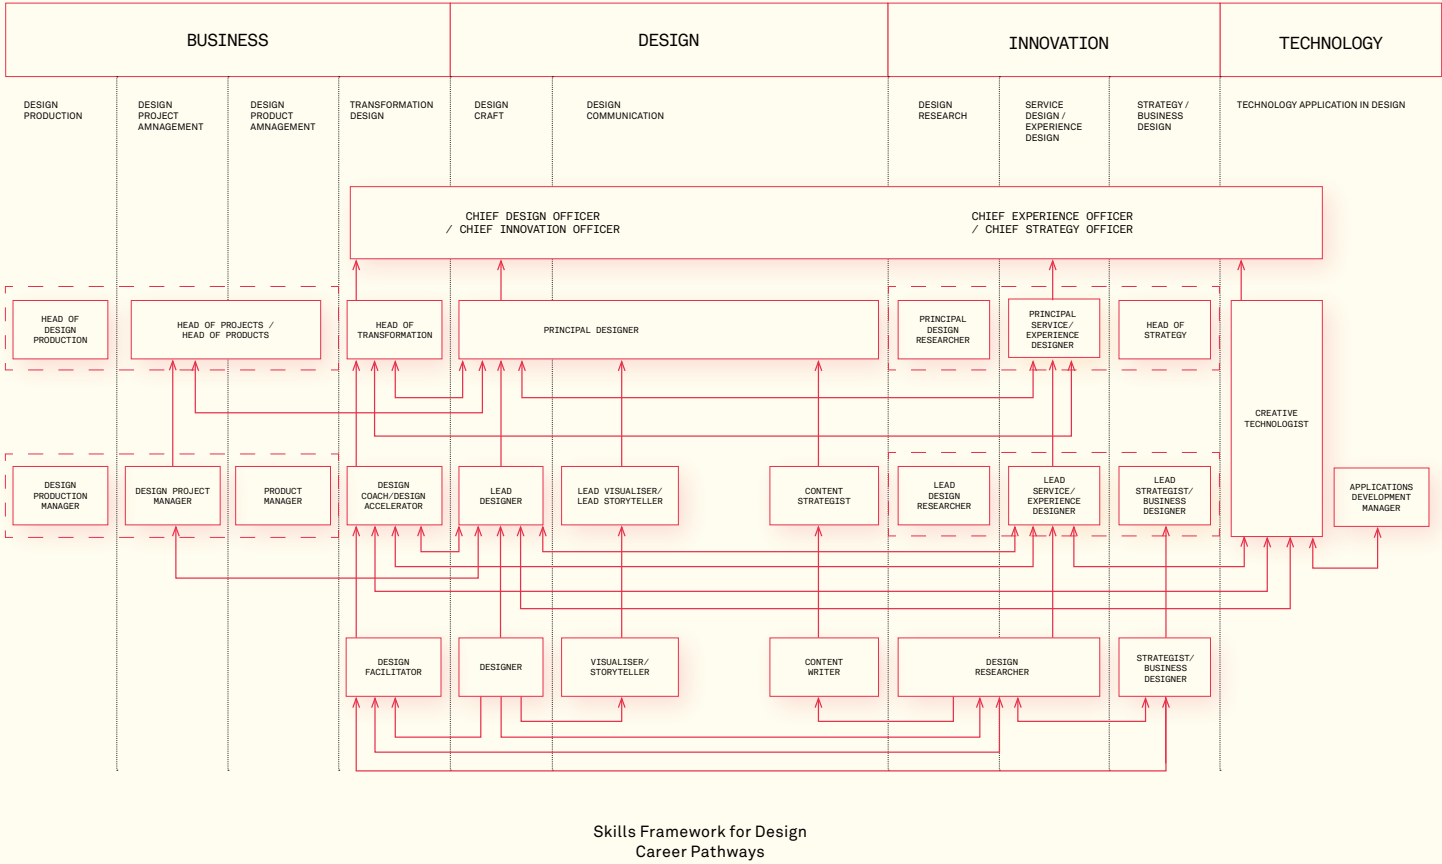 BUSINESS
DESIGN
INNOVATION
TECHNOLOGY
DESIGN
PRODUCTION
DESIGN
PROJECT
AMNAGEMENT
DESIGN
PRODUCT
AMNAGEMENT
TRANSFORMATION
DESIGN
DESIGN
CRAFT
DESIGN
COMMUNICATION
DESIGN
RESEARCH
SERVICE
DESIGN /
EXPERIENCE
DESIGN
STRATEGY /
BUSINESS
DESIGN
TECHNOLOGY APPLICATION IN DESIGN
CHIEF DESIGN OFFICER
/ CHIEF INNOVATION OFFICER
CHIEF EXPERIENCE OFFICER
/ CHIEF STRATEGY OFFICER
HEAD OF
DESIGN
PRODUCTION
HEAD OF PROJECTS /
HEAD OF PRODUCTS
HEAD OF
TRANSFORMATION
PRINCIPAL DESIGNER
PRINCIPAL
DESIGN
RESEARCHER
PRINCIPAL
SERVICE/
EXPERIENCE
DESIGNER
HEAD OF
STRATEGY
CREATIVE
TECHNOLOGIST
DESIGN
PRODUCTION
MANAGER
DESIGN PROJECT
MANAGER
PRODUCT
MANAGER
DESIGN
COACH/DESIGN
ACCELERATOR
LEAD
DESIGNER
LEAD VISUALISER/
LEAD STORYTELLER
CONTENT
STRATEGIST
LEAD
DESIGN
RESEARCHER
LEAD
SERVICE/
EXPERIENCE
DESIGNER
LEAD
STRATEGIST/
BUSINESS
DESIGNER
APPLICATIONS
DEVELOPMENT
MANAGER
DESIGN
FACILITATOR
DESIGNER
VISUALISER/
STORYTELLER
CONTENT
WRITER
DESIGN
RESEARCHER
STRATEGIST/
BUSINESS
DESIGNER
Skills Framework for Design
Career Pathways